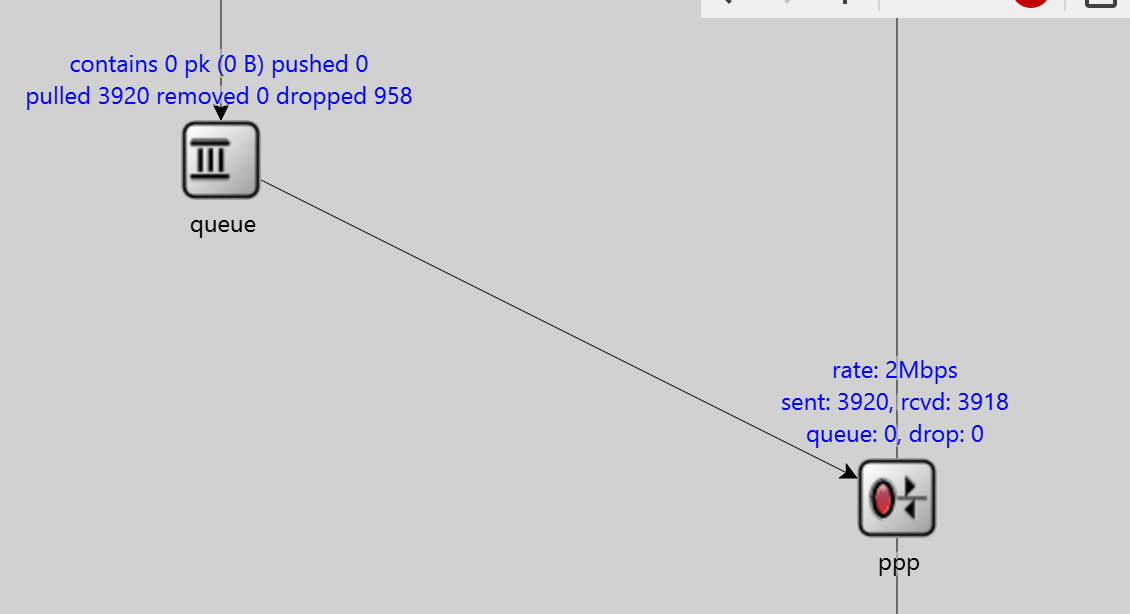 contains 0 pk (0 B) pushed 0
pulled 3920 removed 0 dropped 958
queue
rate: 2Mbps
sent: 3920, rcvd: 3918
queue: 0, drop: 0
ppp